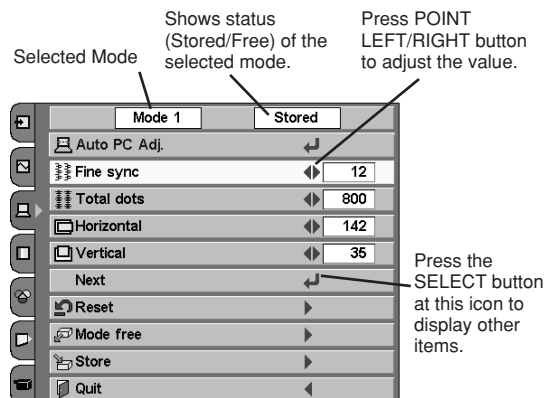 Selected Mode
Shows status
(Stored/Free) of the
selected mode.
Press POINT
LEFT/RIGHT button
to adjust the value.
Mode 1
Stored
Auto PC Adj.
Fine sync
12
Total dots
800
Horizontal
142
Vertical
35
Next
Reset
Mode free
Store
Quit
Press the
SELECT button
at this icon to
display other
items.